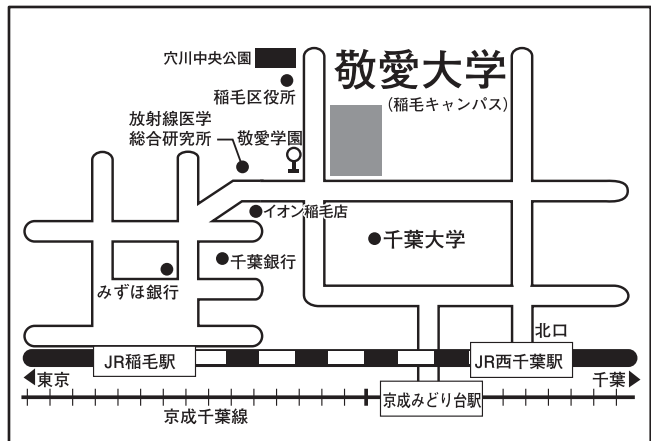 穴川中央公園
敬愛大学
(稲毛キャンパス)
稲毛区役所
放射線医学
総合研究所
敬愛学園
イオン稲毛店
千葉大学
千葉銀行
みずほ銀行
北口
JR稲毛駅
JR西千葉駅
東京
千葉
京成みどり台駅
京成千葉線